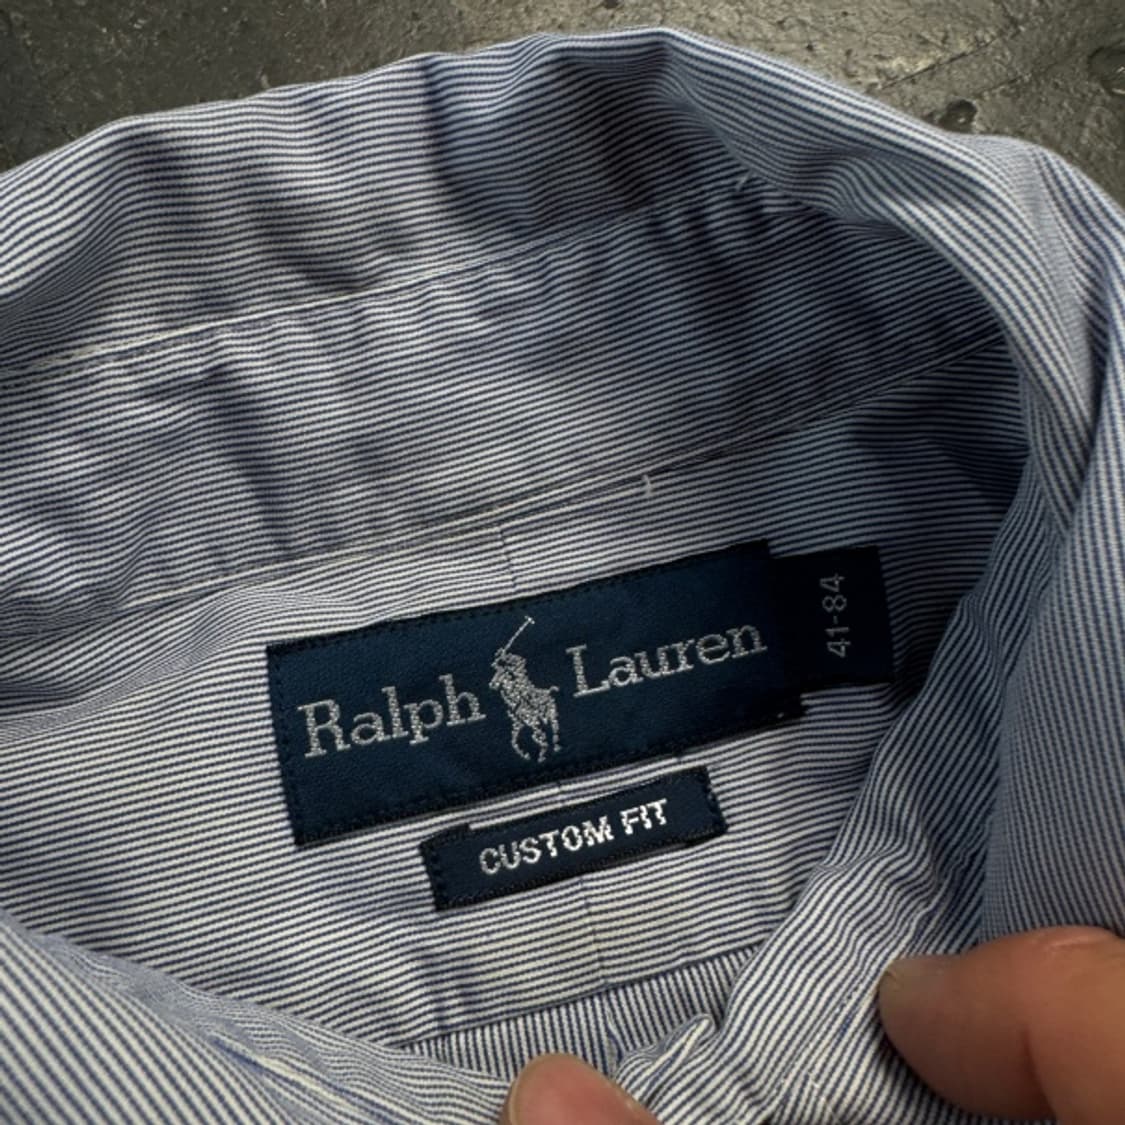 Ralph Lauren
41-84
CUSTOM FIT